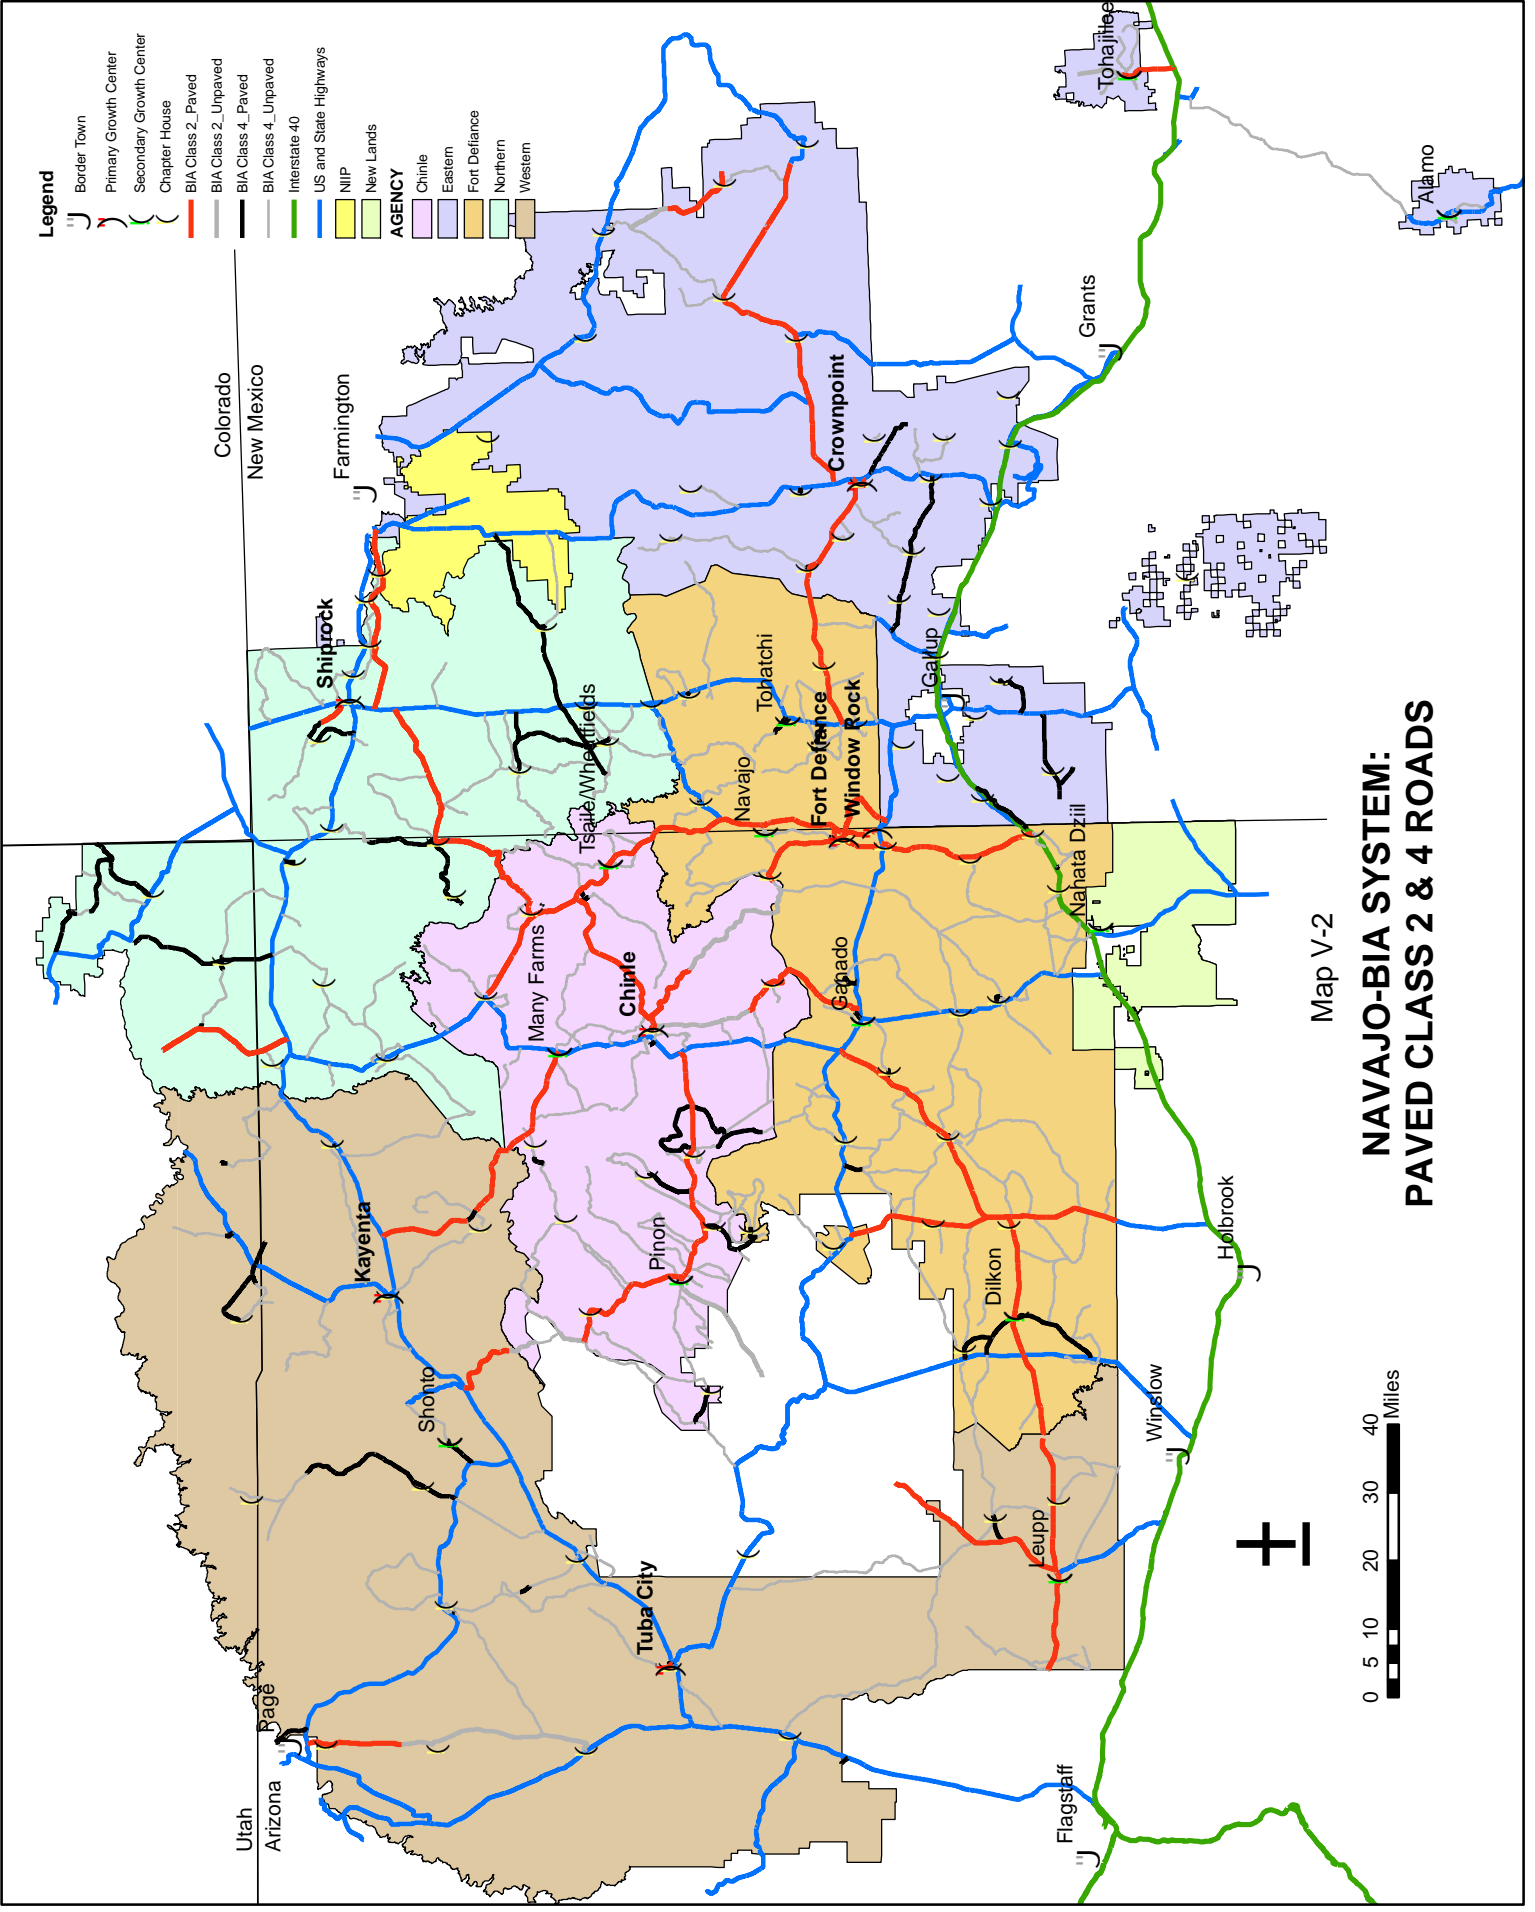 Legend
Border Town
Primary Growth Center
Secondary Growth Center
Chapter House
BIA Class 2_Paved
BIA Class 2_Unpaved
BIA Class 4_Paved
BIA Class 4_Unpaved
Interstate 40
US and State Highways
NIIP
New Lands
AGENCY
Chinle
Eastern
Fort Defiance
Northern
Western
Utah
Arizona
Colorado
New Mexico
Page
Farmington
Shiprock
Kayenta
Shonto
Tsaile/Wheatfields
Many Farms
Chinle
Pinon
Tuba City
Navajo
Tohatchi
Crownpoint
Fort Defiance
Window Rock
Ganado
Gallup
Dilkon
Leupp
Nahata Dziil
Grants
Tohajiilee
Alamo
Flagstaff
Winslow
Holbrook
Map V-2
NAVAJO-BIA SYSTEM:
PAVED CLASS 2 & 4 ROADS
0 5 10 20 30 40
Miles